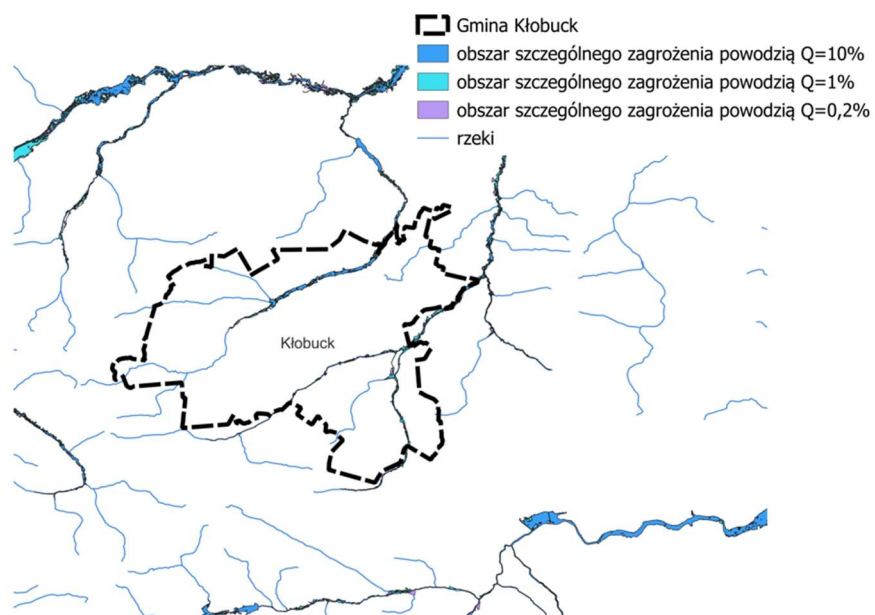 Gmina Kłobuck
obszar szczególnego zagrożenia powodzią Q=10%
obszar szczególnego zagrożenia powodzią Q=1%
obszar szczególnego zagrożenia powodzią Q=0,2%
rzeki
Kłobuck